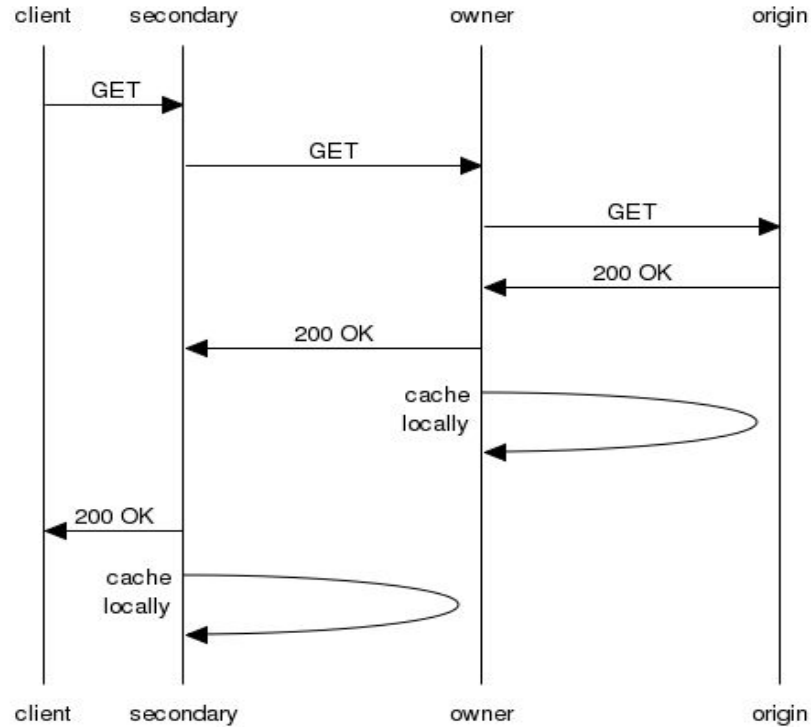 client secondary owner origin
GET
GET
GET
200 OK
200 OK
cache
locally
200 OK
cache
locally
client secondary owner origin